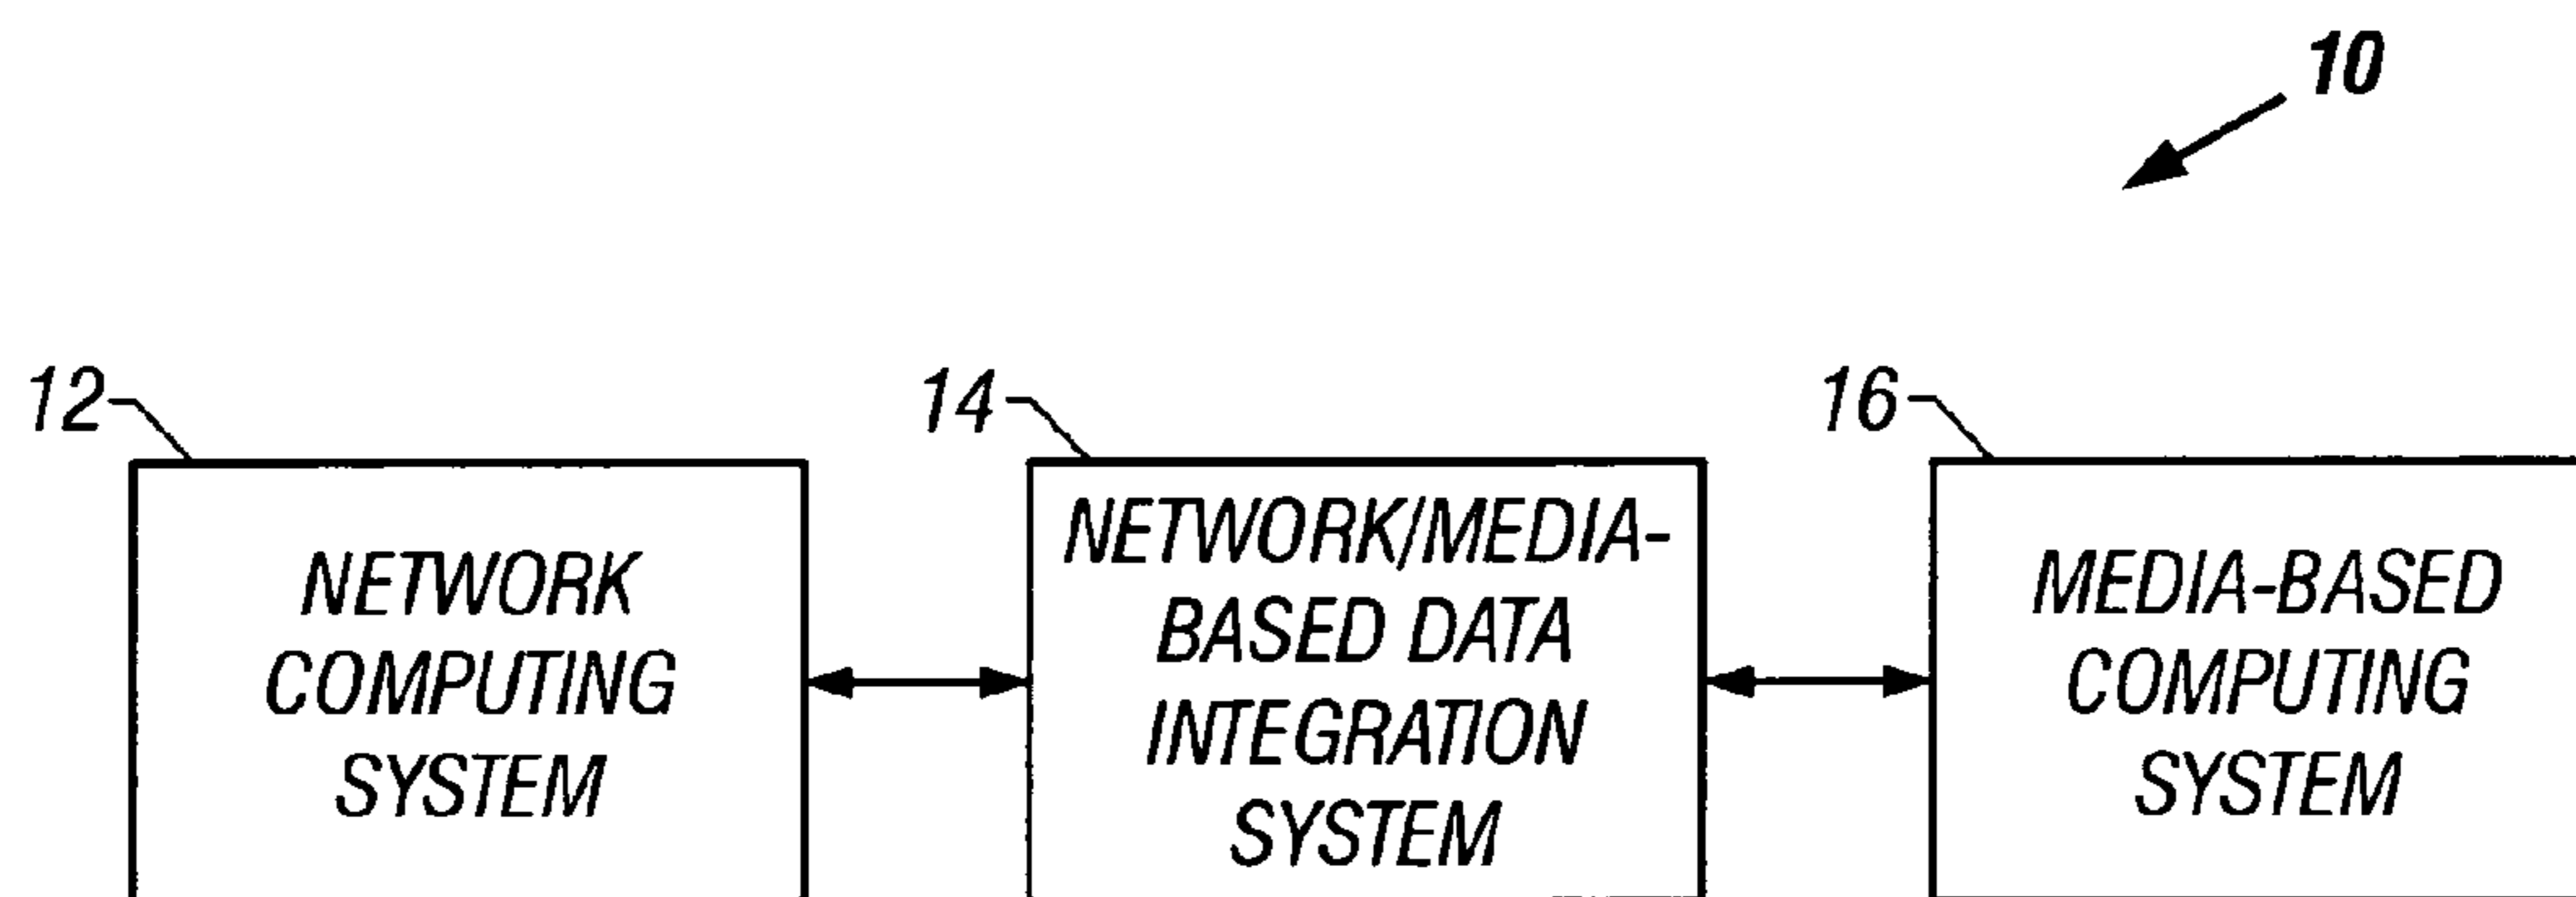 10
12
14
16
NETWORK
COMPUTING
SYSTEM
NETWORK/MEDIA-
BASED DATA
INTEGRATION
SYSTEM
MEDIA-BASED
COMPUTING
SYSTEM